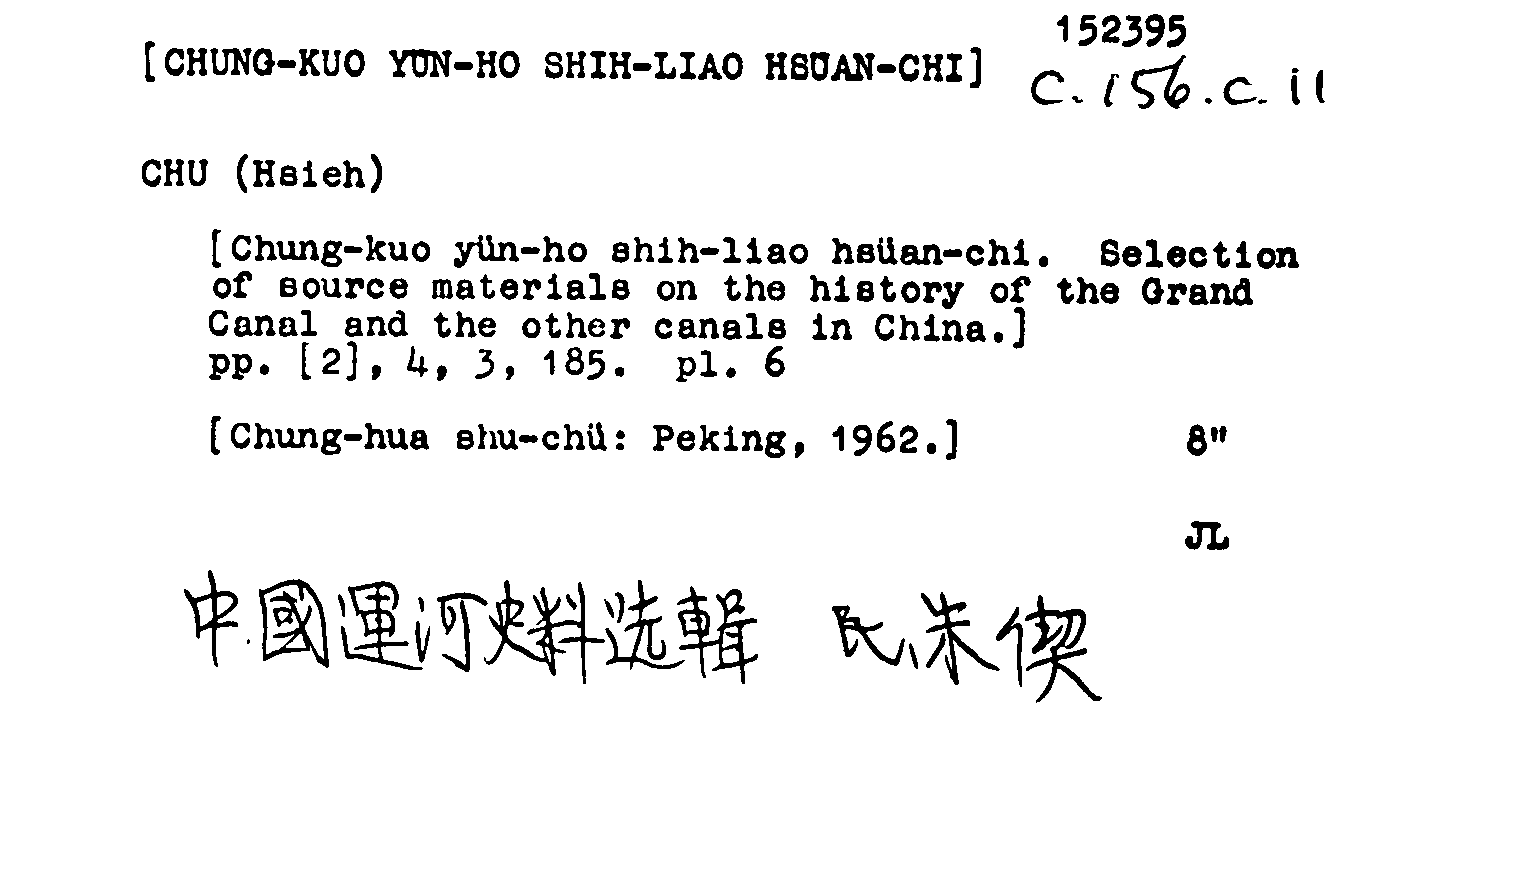 152395
[CHUNG-KUO YÜN-HO SHIH-LIAO HSÜAN-CHI]
C.156.c.11
CHU (Hsieh)
[Chung-kuo yün-ho shih-liao hsüan-chi. Selection
of source materials on the history of the Grand
Canal and the other canals in China.]
pp. [2], 4, 3, 185. pl. 6
[Chung-hua shu-chü: Peking, 1962.] 8"
JL
中國運河史料选輯 民、朱偰